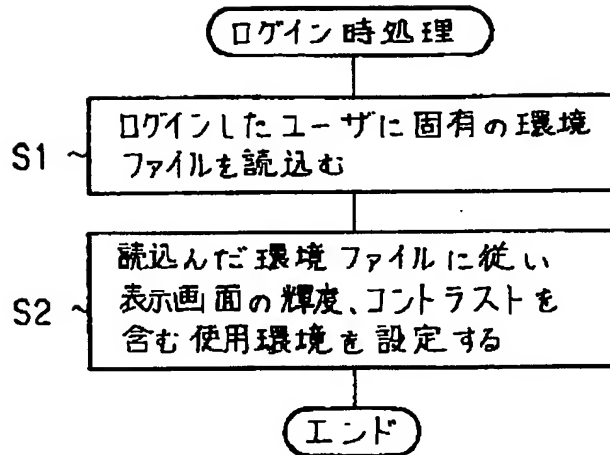 ログイン時処理
S1 ~ ログインしたユーザに固有の環境
ファイルを読込む
S2 ~ 読込んだ環境ファイルに従い
表示画面の輝度、コントラストを
含む使用環境を設定する
エンド